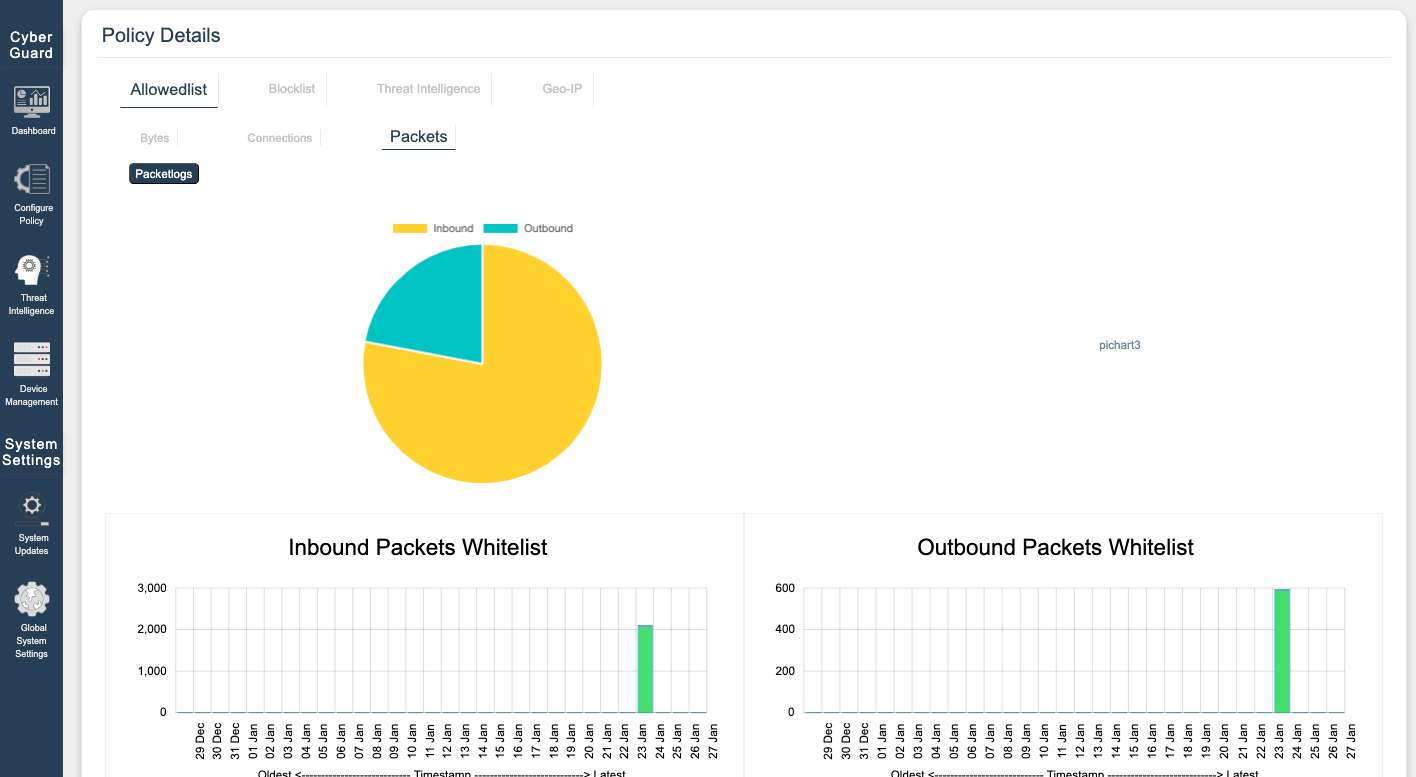 Cyber
Guard
Dashboard
Configure
Policy
Threat
Intelligence
Device
Management
System
Settings
System
Updates
Global
System
Settings
Policy Details
Allowedlist
Blocklist
Threat Intelligence
Geo-IP
Bytes
Connections
Packets
Packetlogs
Inbound
Outbound
pichart3
Inbound Packets Whitelist
3,000
2,000
1,000
0
29 Dec
30 Dec
31 Dec
01 Jan
02 Jan
03 Jan
04 Jan
05 Jan
06 Jan
07 Jan
08 Jan
09 Jan
10 Jan
11 Jan
12 Jan
13 Jan
14 Jan
15 Jan
16 Jan
17 Jan
18 Jan
19 Jan
20 Jan
21 Jan
22 Jan
23 Jan
24 Jan
25 Jan
26 Jan
27 Jan
Oldest <--------------------------- Timestamp ---------------------------> Latest
Outbound Packets Whitelist
600
400
200
0
29 Dec
30 Dec
31 Dec
01 Jan
02 Jan
03 Jan
04 Jan
05 Jan
06 Jan
07 Jan
08 Jan
09 Jan
10 Jan
11 Jan
12 Jan
13 Jan
14 Jan
15 Jan
16 Jan
17 Jan
18 Jan
19 Jan
20 Jan
21 Jan
22 Jan
23 Jan
24 Jan
25 Jan
26 Jan
27 Jan
Oldest <--------------------------- Timestamp ---------------------------> Latest